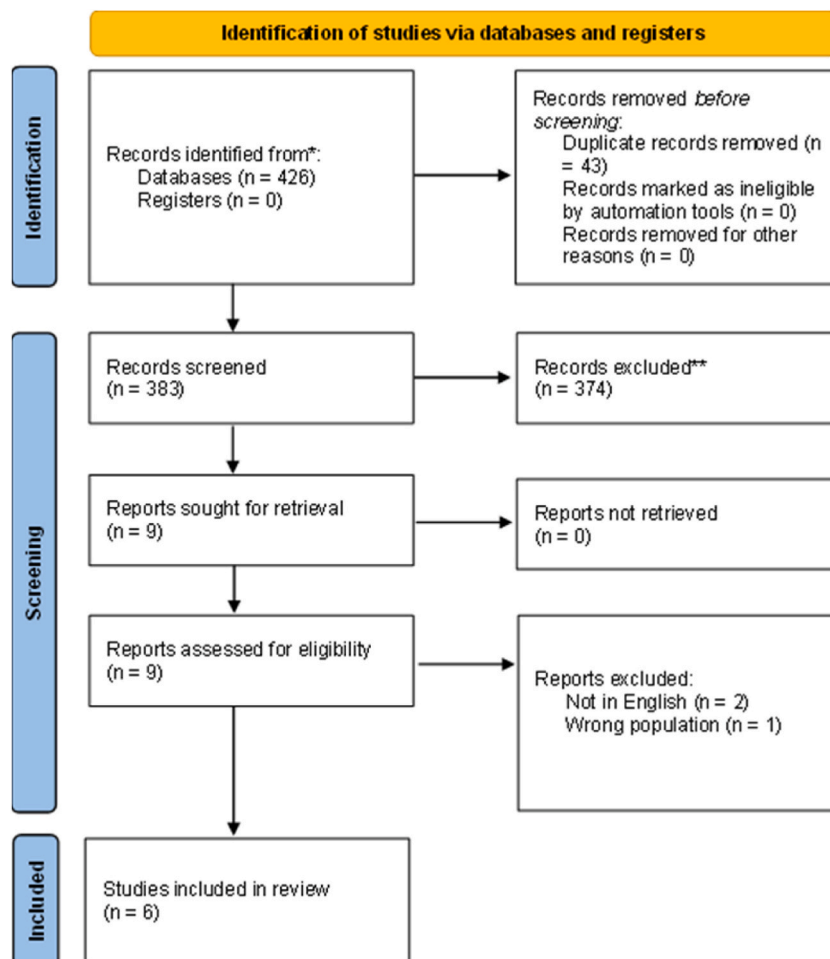 Identification of studies via databases and registers
Identification
Records identified from*:
Databases (n = 426)
Registers (n = 0)
Records removed before
screening:
Duplicate records removed (n
= 43)
Records marked as ineligible
by automation tools (n = 0)
Records removed for other
reasons (n = 0)
Screening
Records screened
(n = 383)
Records excluded**
(n = 374)
Reports sought for retrieval
(n = 9)
Reports not retrieved
(n = 0)
Reports assessed for eligibility
(n = 9)
Reports excluded:
Not in English (n = 2)
Wrong population (n = 1)
Included
Studies included in review
(n = 6)